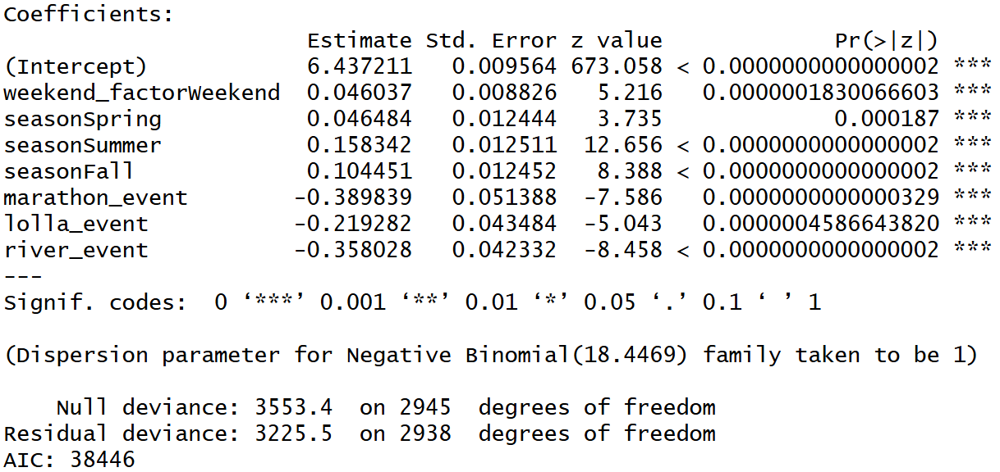 Coefficients:
Estimate Std. Error z value Pr(>|z|)
(Intercept) 6.437211 0.009564 673.058 < 0.0000000000000002 ***
weekend_factorWeekend 0.046037 0.008826 5.216 0.0000001830066603 ***
seasonSpring 0.046484 0.012444 3.735 0.000187 ***
seasonSummer 0.158342 0.012511 12.656 < 0.0000000000000002 ***
seasonFall 0.104451 0.012452 8.388 < 0.0000000000000002 ***
marathon_event -0.389839 0.051388 -7.586 0.0000000000000329 ***
lolla_event -0.219282 0.043484 -5.043 0.0000004586643820 ***
river_event -0.358028 0.042332 -8.458 < 0.0000000000000002 ***
---
Signif. codes: 0 ‘***’ 0.001 ‘**’ 0.01 ‘*’ 0.05 ‘.’ 0.1 ‘ ’ 1
(Dispersion parameter for Negative Binomial(18.4469) family taken to be 1)
Null deviance: 3553.4 on 2945 degrees of freedom
Residual deviance: 3225.5 on 2938 degrees of freedom
AIC: 38446